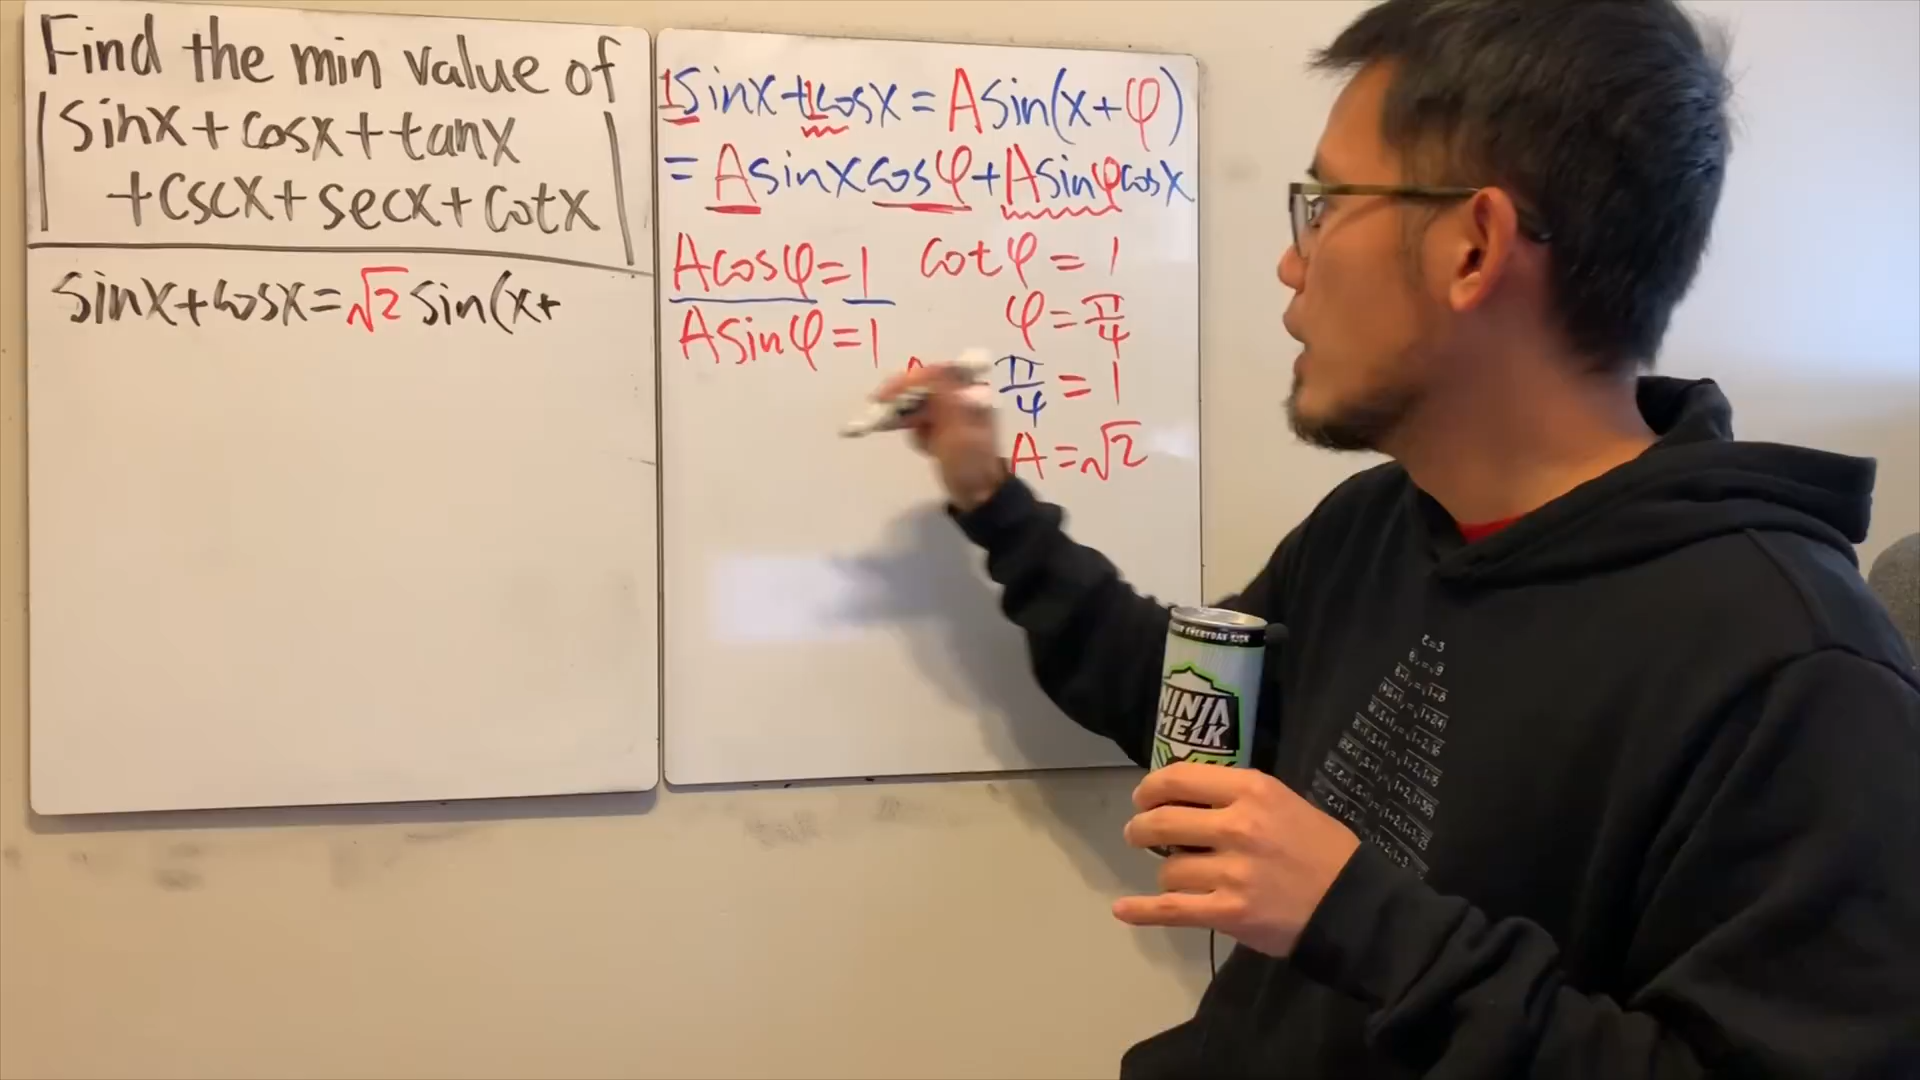 Find the min value of
|sinx+cosx+tanx
+cscx+secx+cotx|
sinx+cosx=√2 sin(x+
1sinx+1cosx=Asin(x+φ)
=Asinxcosφ+Asinφcosx
Acosφ=1
Asinφ=1
cotφ=1
φ=π/4
π/4=1
A=√2
NINJA
MELK